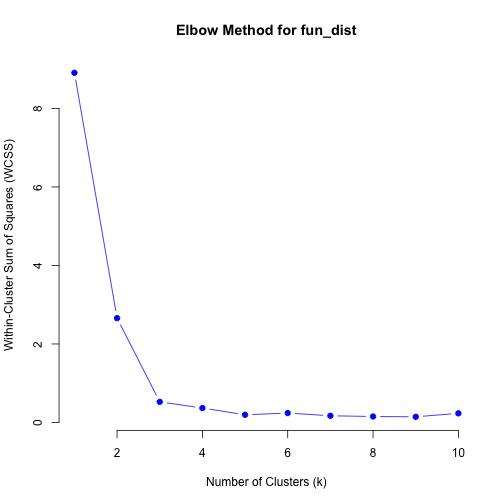 Elbow Method for fun_dist
Within-Cluster Sum of Squares (WCSS)
8
6
4
2
0
2 4 6 8 10
Number of Clusters (k)